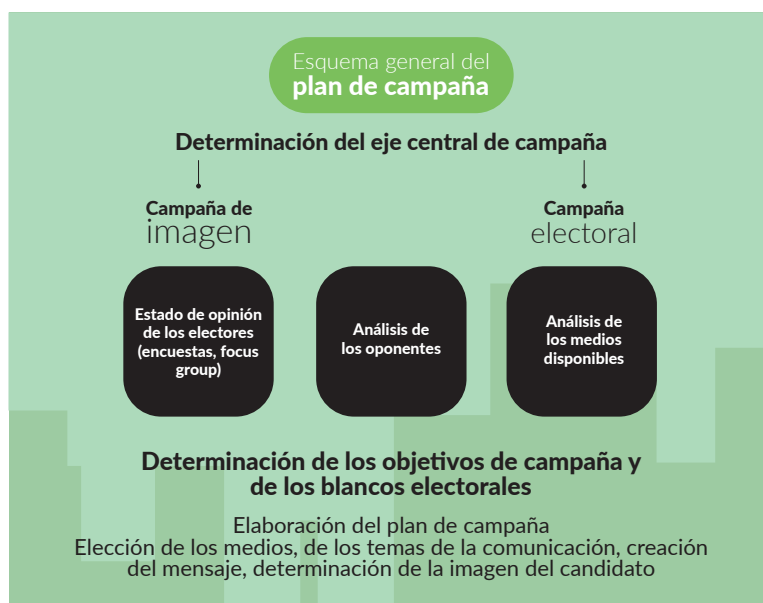 Esquema general del
plan de campaña
Determinación del eje central de campaña
Campaña de
imagen
Campaña
electoral
Estado de opinión
de los electores
(encuestas, focus
group)
Análisis de
los oponentes
Análisis de
los medios
disponibles
Determinación de los objetivos de campaña y
de los blancos electorales
Elaboración del plan de campaña
Elección de los medios, de los temas de la comunicación, creación
del mensaje, determinación de la imagen del candidato